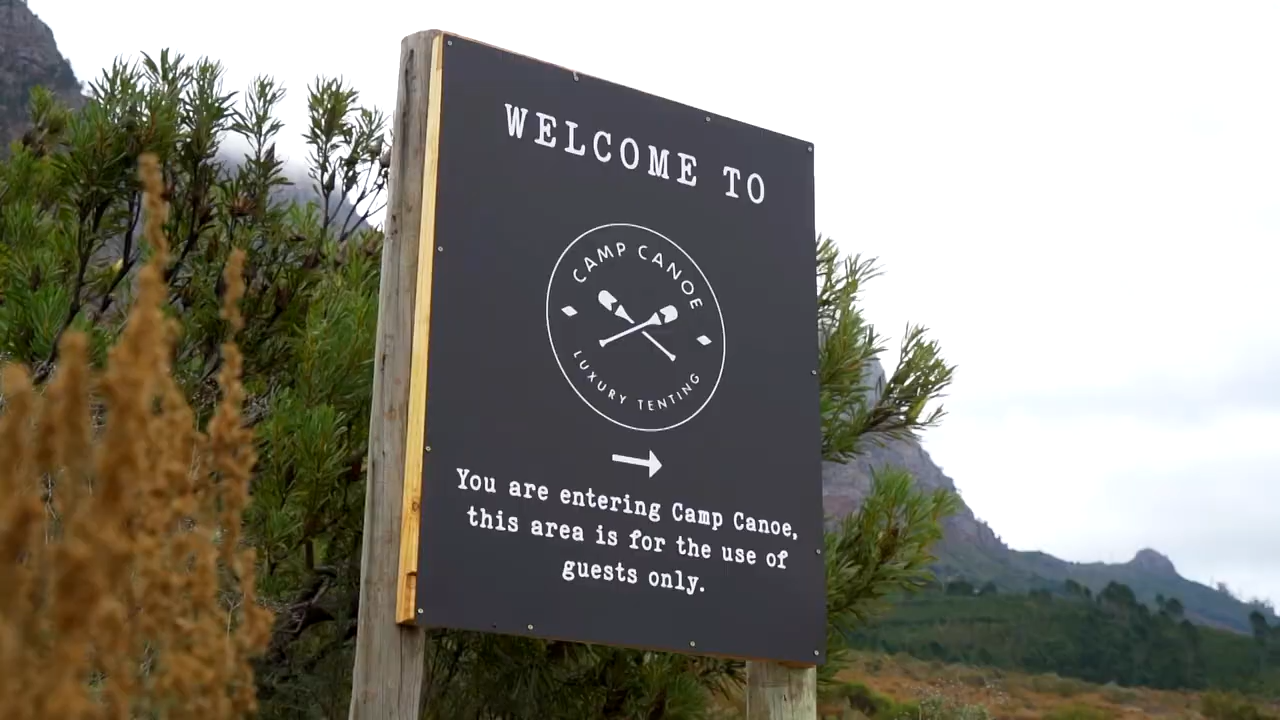 WELCOME TO
CAMP CANOE
LUXURY TENTING
You are entering Camp Canoe,
this area is for the use of
guests only.